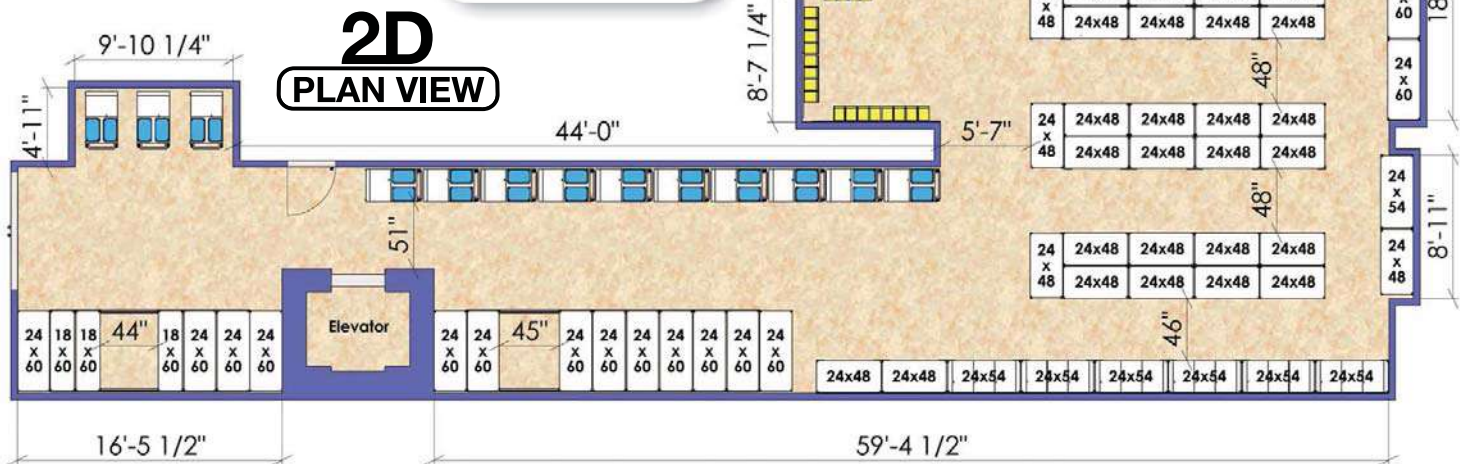 2D
PLAN VIEW
9'-10 1/4"
4'-11"
44'-0"
8'-7 1/4"
5'-7"
51"
x
48
24x48 24x48 24x48 24x48
60
18
48"
24
x
60
24
x
48
24x48 24x48 24x48 24x48
24x48 24x48 24x48 24x48
48"
24
x
54
24
x
48
8'-11"
24
x
48
24x48 24x48 24x48 24x48
24x48 24x48 24x48 24x48
46"
24 18 18 44" 18 24 24 24
x x x x x x x
60 60 60 60 60 60 60
Elevator
24 24 45" 24 24 24 24 24 24 24
x x x x x x x x x
60 60 60 60 60 60 60 60 60
24x48 24x48 24x54 24x54 24x54 24x54 24x54 24x54
16'-5 1/2"
59'-4 1/2"